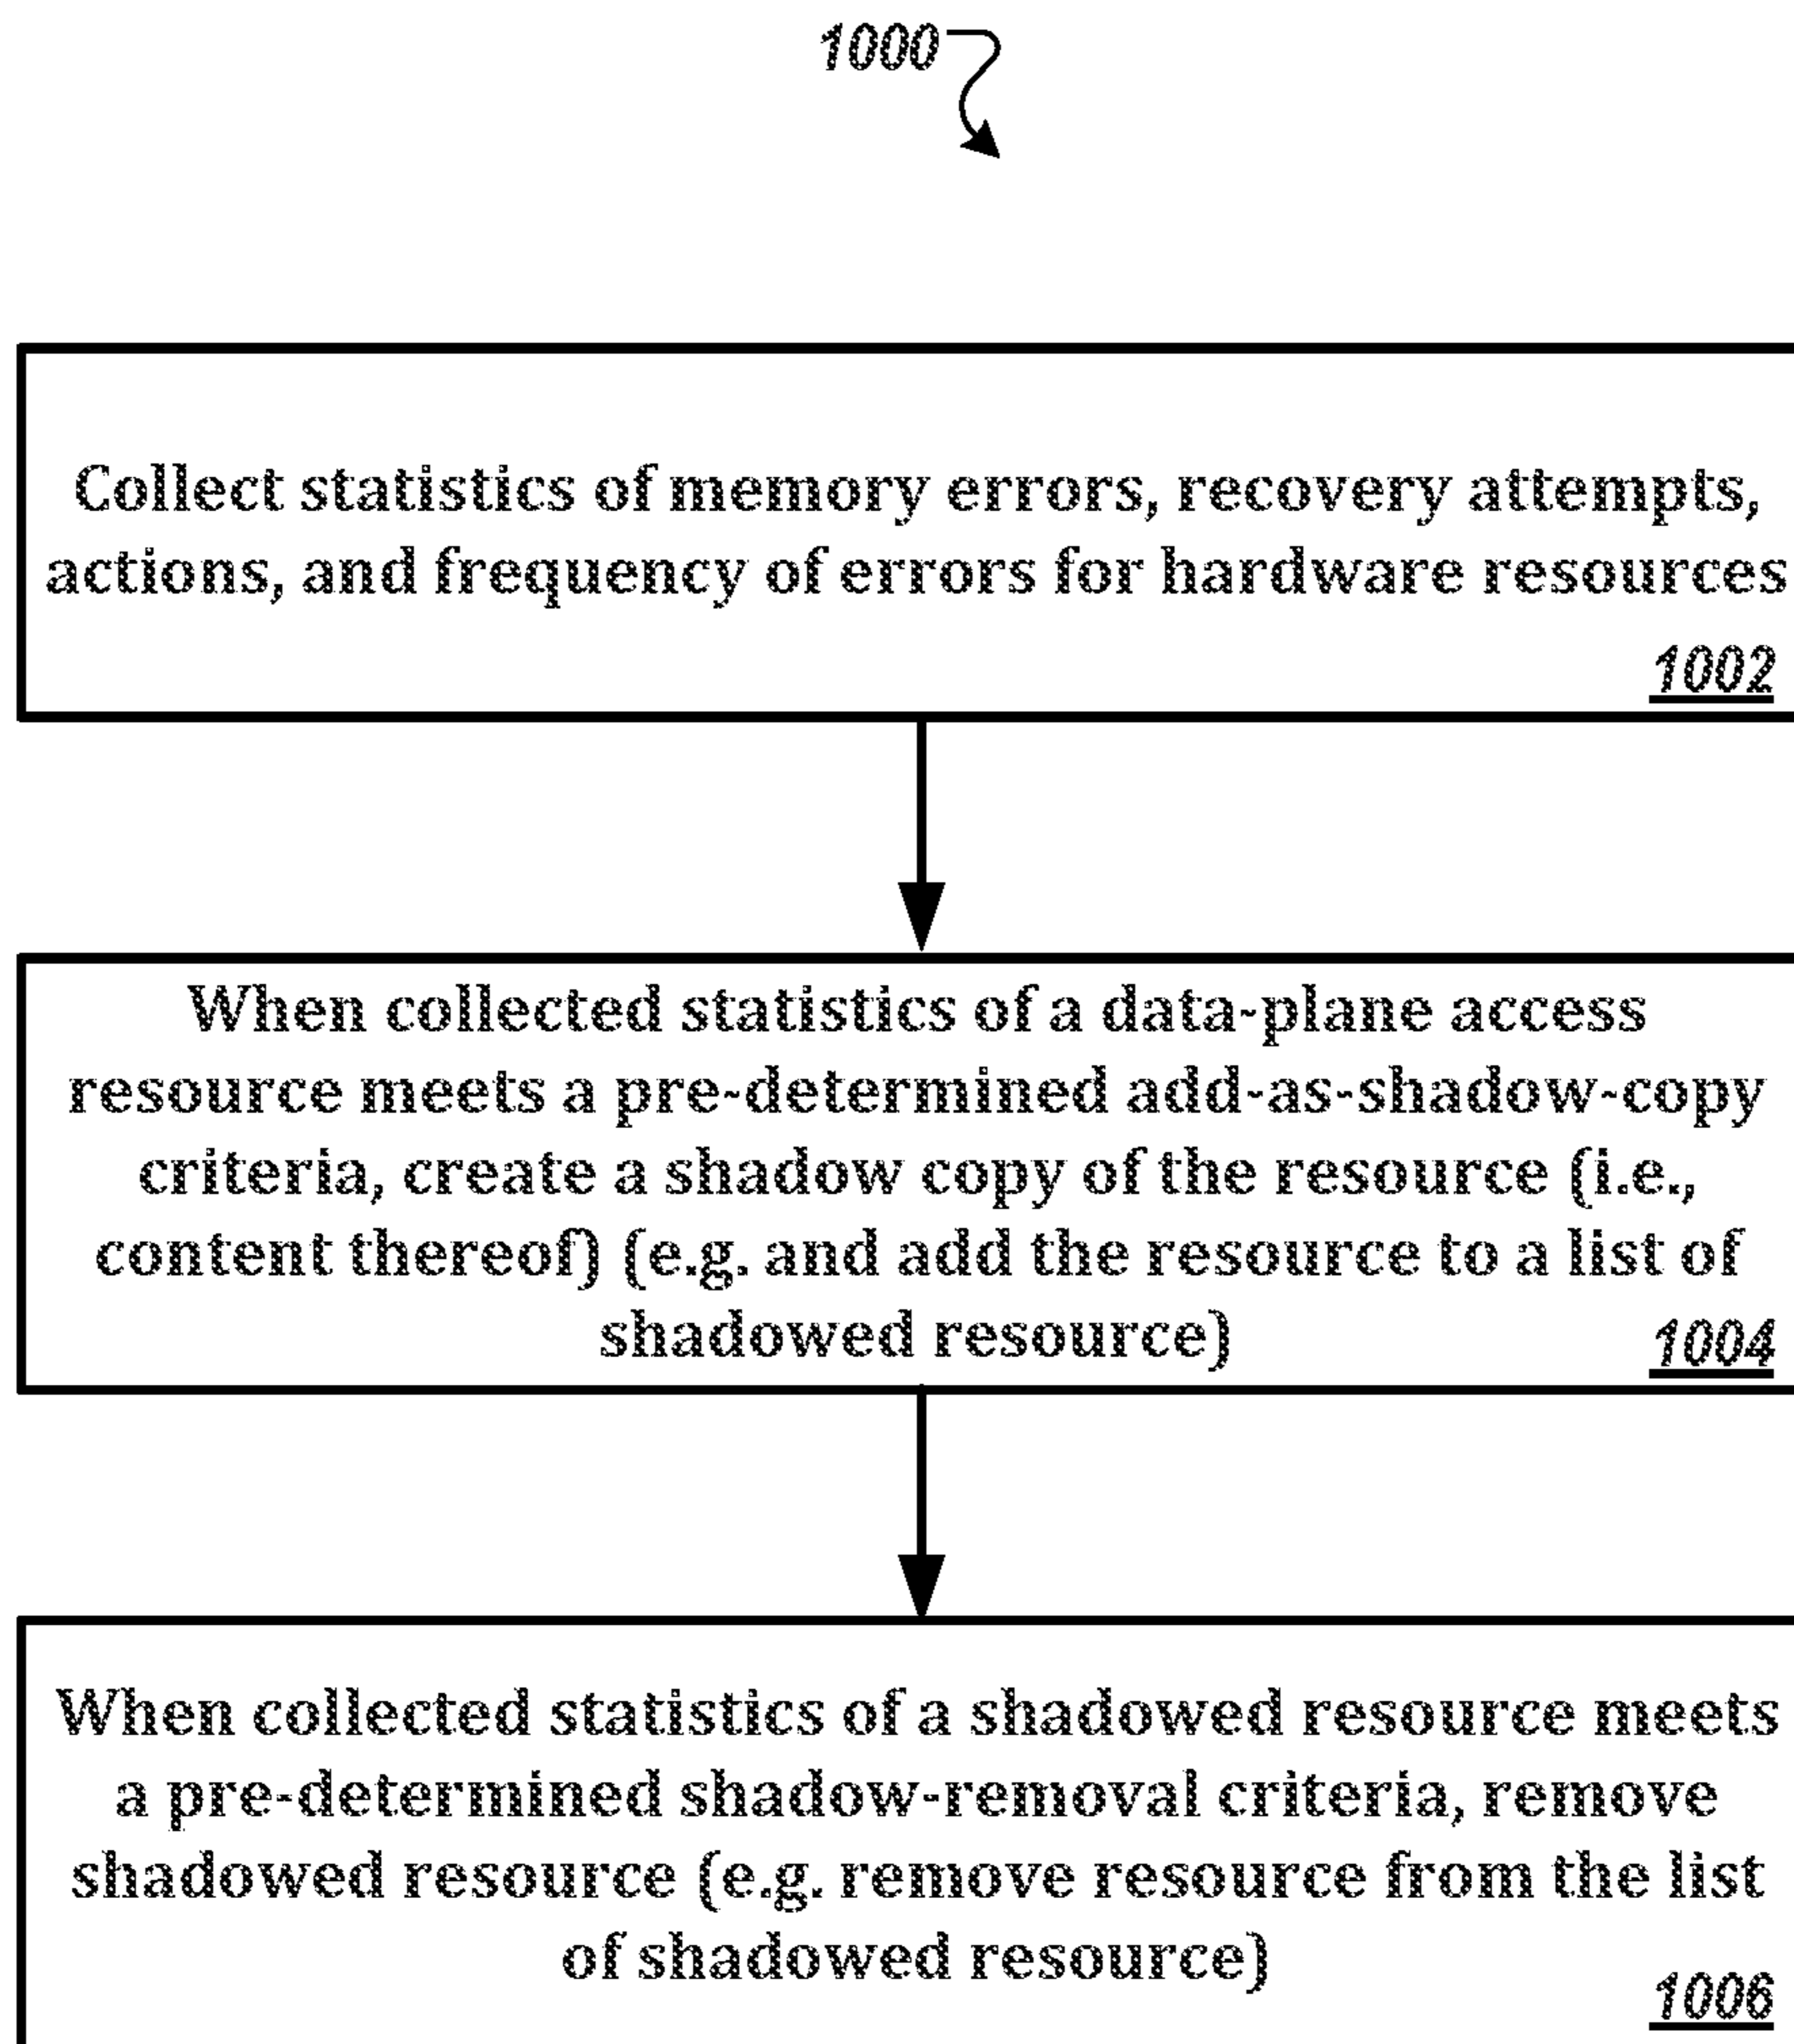 1000
Collect statistics of memory errors, recovery attempts,
actions, and frequency of errors for hardware resources
1002
When collected statistics of a data-plane access
resource meets a pre-determined add-as-shadow-copy
criteria, create a shadow copy of the resource (i.e.,
content thereof) (e.g. and add the resource to a list of
shadowed resource)
1004
When collected statistics of a shadowed resource meets
a pre-determined shadow-removal criteria, remove
shadowed resource (e.g. remove resource from the list
of shadowed resource)
1006